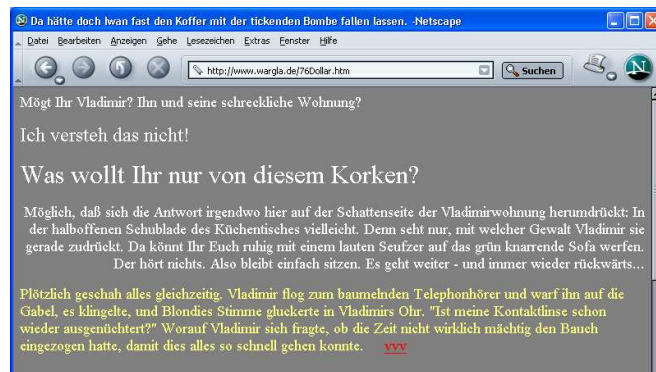 Da hätte doch Iwan fast den Koffer mit der tickenden Bombe fallen lassen. -Netscape
Datei Bearbeiten Anzeigen Gehe Lesezeichen Extras Fenster Hilfe
http://www.wargla.de/76Dollar.htm Suchen N
Mögt Ihr Vladimir? Ihn und seine schreckliche Wohnung?
Ich versteh das nicht!
Was wollt Ihr nur von diesem Korken?
Möglich, daß sich die Antwort irgendwo hier auf der Schattenseite der Vladimirwohnung herumdrückt: In
der halboffenen Schublade des Küchentisches vielleicht. Denn seht nur, mit welcher Gewalt Vladimir sie
gerade zudrückt. Da könnt Ihr Euch ruhig mit einem lauten Seufzer auf das grün knarrende Sofa werfen.
Der hört nichts. Also bleibt einfach sitzen. Es geht weiter - und immer wieder rückwärts...
Plötzlich geschah alles gleichzeitig. Vladimir flog zum baumelnden Telephonhörer und warf ihn auf die
Gabel, es klingelte, und Blondies Stimme gluckerte in Vladimirs Ohr. "Ist meine Kontaktlinse schon
wieder ausgenüchtert?" Worauf Vladimir sich fragte, ob die Zeit nicht wirklich mächtig den Bauch
eingezogen hatte, damit dies alles so schnell gehen konnte. vvv